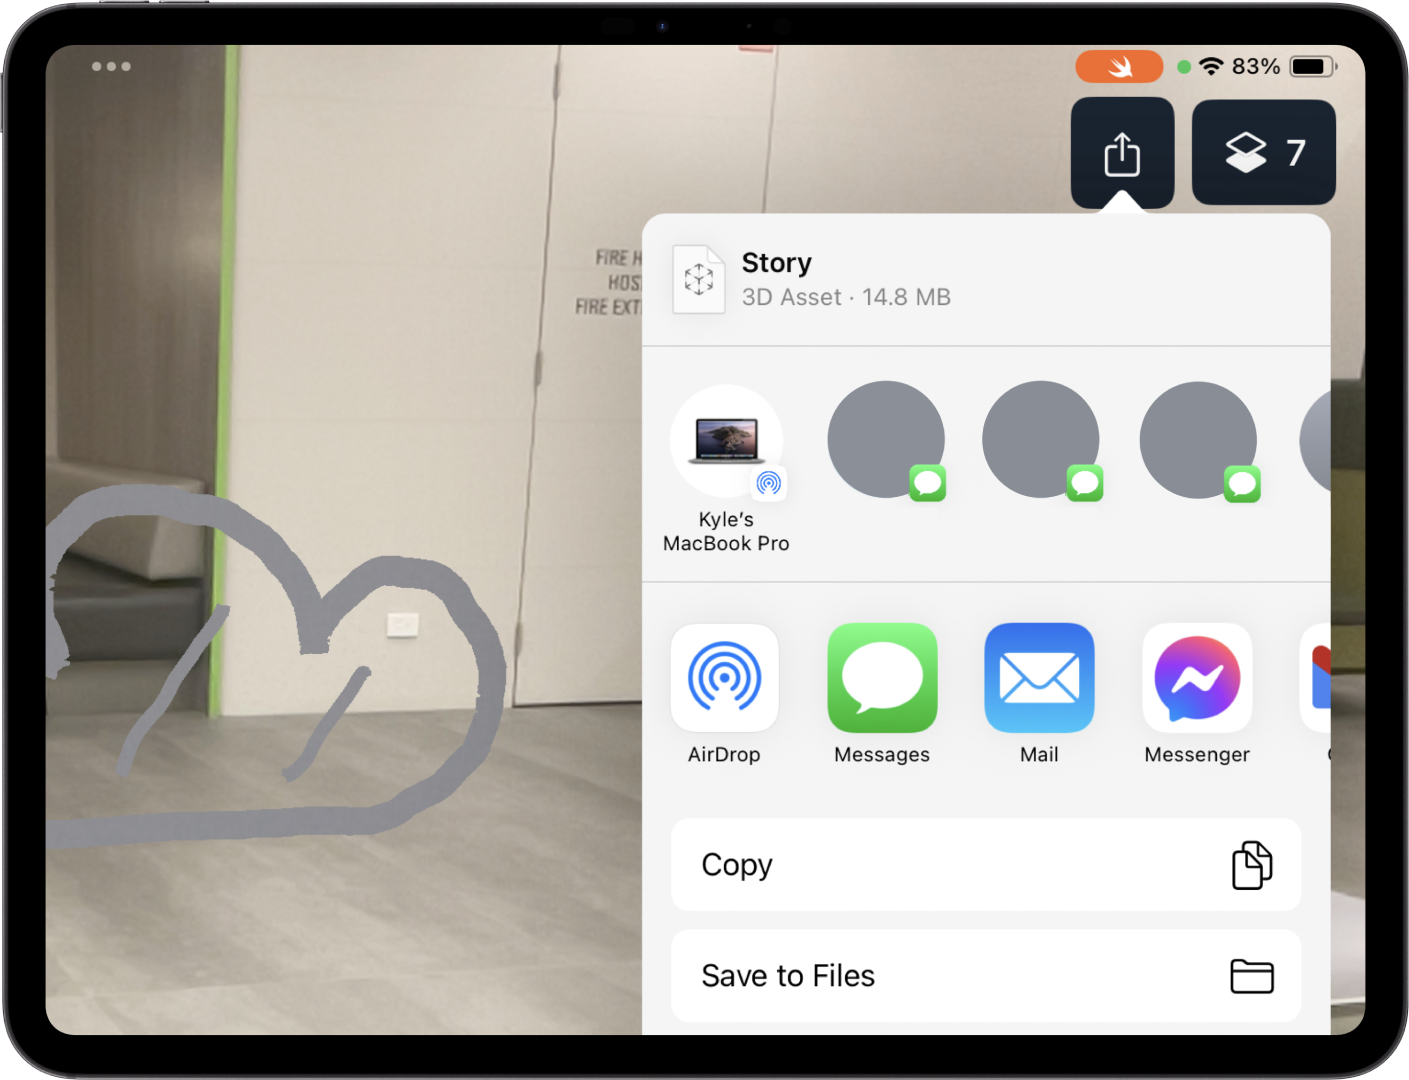 83%
7
FIRE H
HOS
FIRE EXT
Story
3D Asset · 14.8 MB
Kyle's
MacBook Pro
AirDrop
Messages
Mail
Messenger
Copy
Save to Files